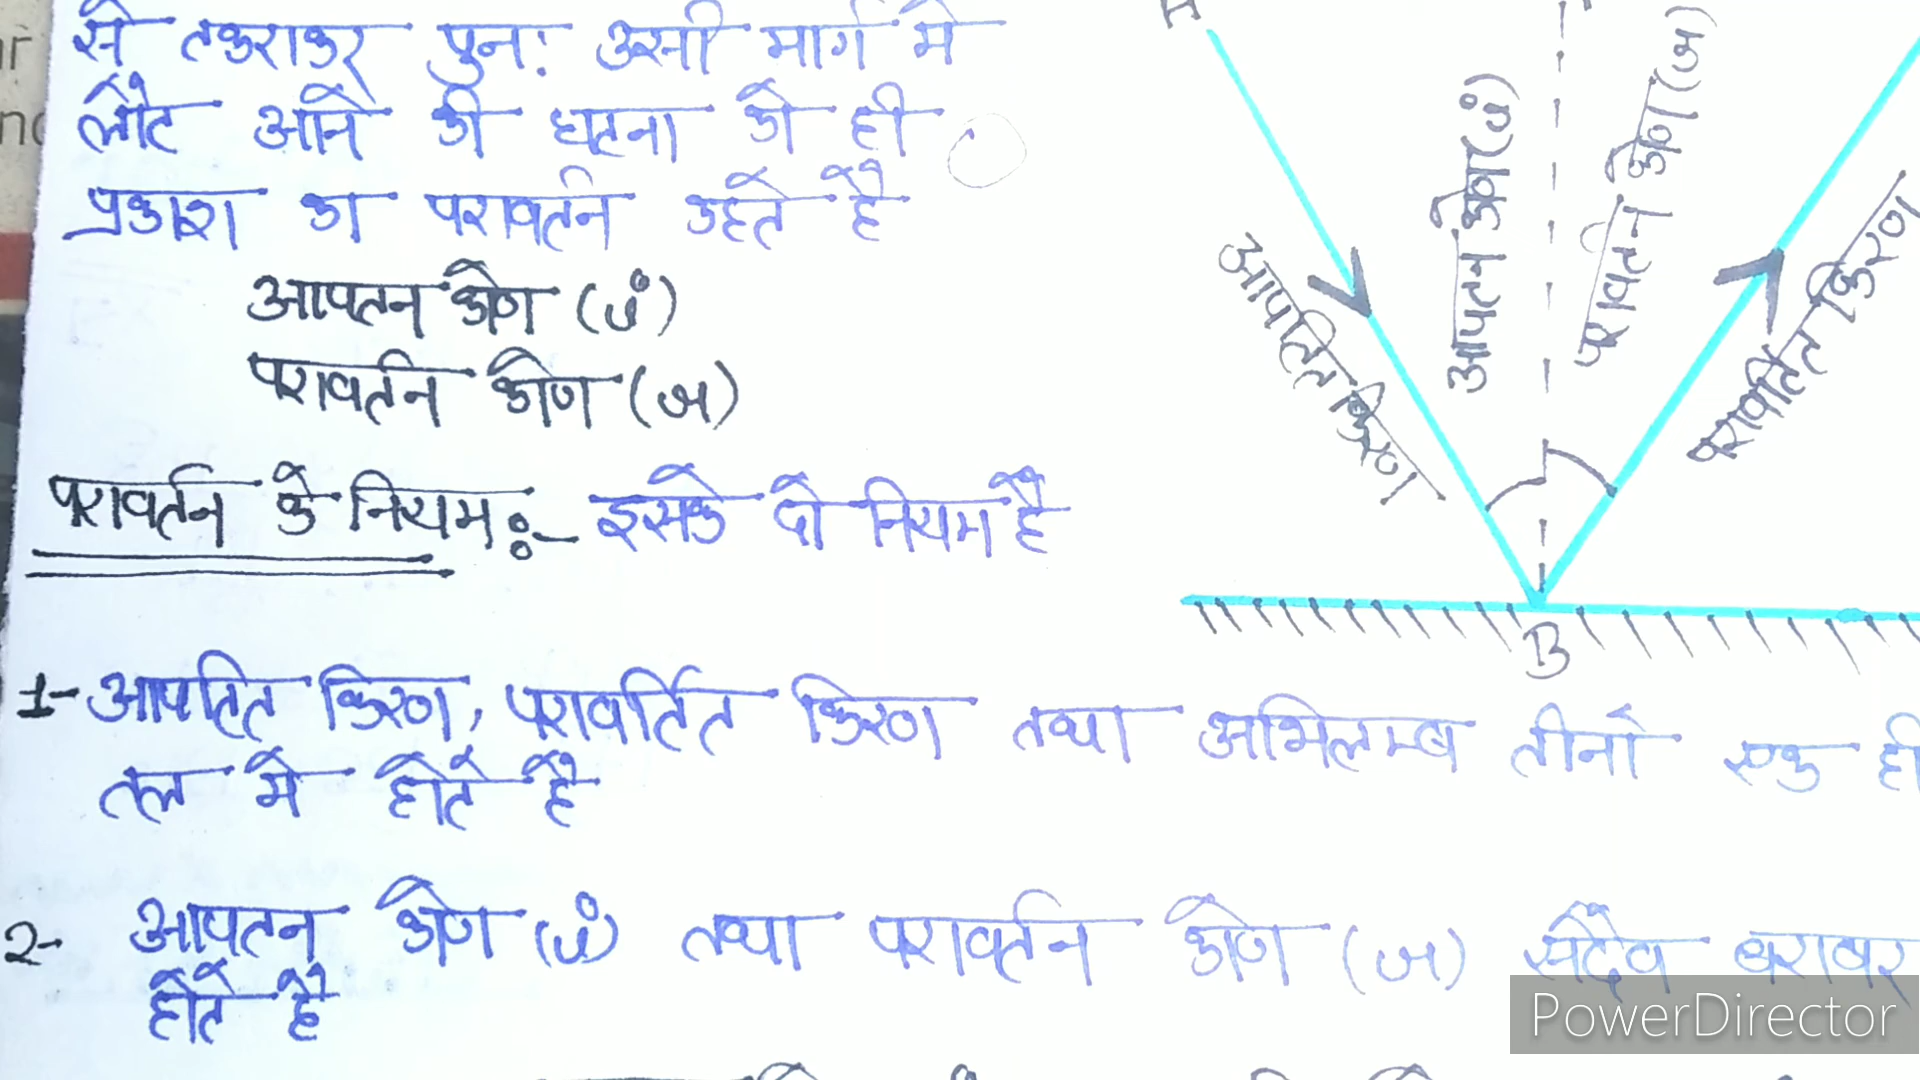 से टकराकर पुन: उसी मार्ग मे
लौट आने की घटना को ही
प्रकाश का परावर्तन कहते है
आपतन कोण (i)
परावर्तन कोण (r)
परावर्तन के नियम:- इसके दो नियम है
1- आपतित किरण, परावर्तित किरण तथा अभिलम्ब तीनो एक ही
तल मे होते है
2- आपतन कोण (i) तथा परावर्तन कोण (r) सदैव बराबर
होते है
आपतित किरण
आपतन कोण (i)
परावर्तन कोण (r)
परावर्तित किरण
B
PowerDirector